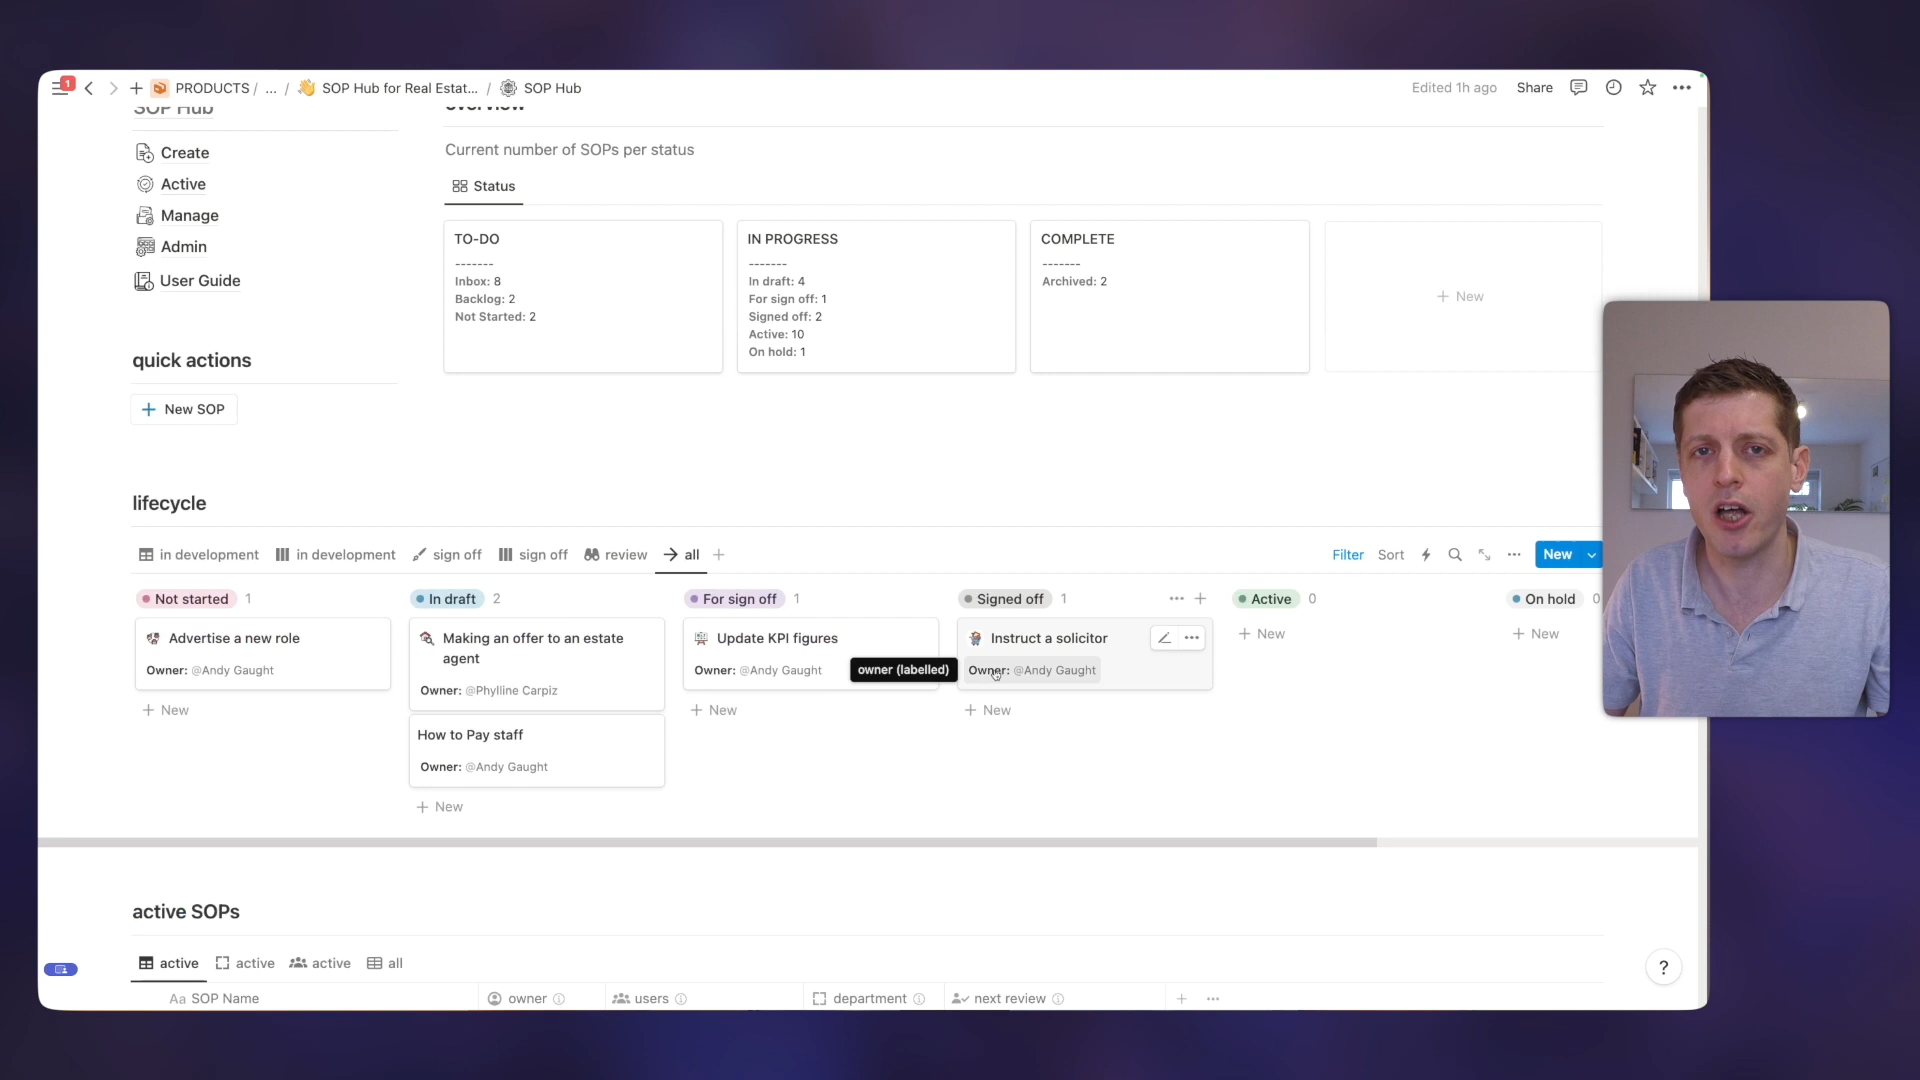 1
PRODUCTS / ... / SOP Hub for Real Estat... / SOP Hub
Edited 1h ago
Share
SOP Hub
Create
Active
Manage
Admin
User Guide
quick actions
New SOP
overview
Current number of SOPs per status
Status
TO-DO
-------
Inbox: 8
Backlog: 2
Not Started: 2
IN PROGRESS
-------
In draft: 4
For sign off: 1
Signed off: 2
Active: 10
On hold: 1
COMPLETE
-------
Archived: 2
+ New
lifecycle
in development
in development
sign off
sign off
review
all
Filter
Sort
New
Not started 1
Advertise a new role
Owner: @Andy Gaught
+ New
In draft 2
Making an offer to an estate
agent
Owner: @Phylline Carpiz
How to Pay staff
Owner: @Andy Gaught
+ New
For sign off 1
Update KPI figures
Owner: @Andy Gaught
+ New
owner (labelled)
Signed off 1
Instruct a solicitor
Owner: @Andy Gaught
+ New
Active 0
+ New
On hold 0
+ New
active SOPs
active
active
active
all
Aa SOP Name
owner
users
department
next review
?